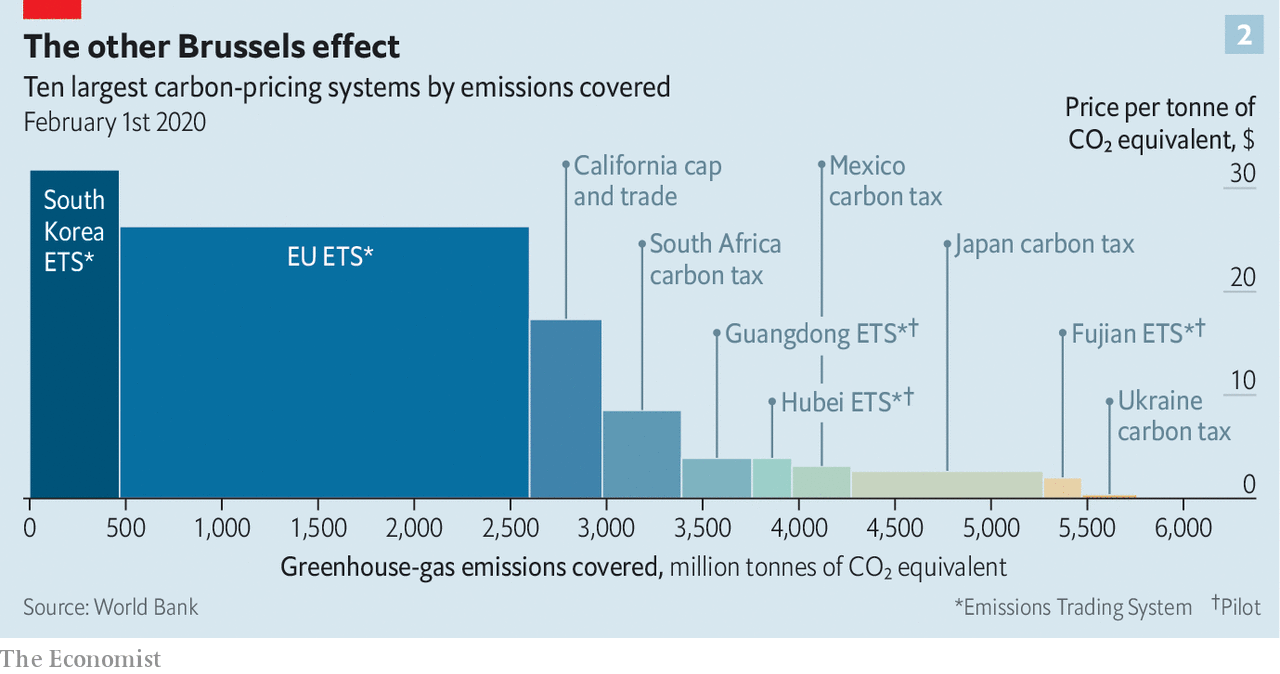 The other Brussels effect
2
Ten largest carbon-pricing systems by emissions covered
February 1st 2020
Price per tonne of
CO₂ equivalent, $
South
Korea
ETS*
EU ETS*
California cap
and trade
South Africa
carbon tax
Guangdong ETS*†
Hubei ETS*†
Mexico
carbon tax
Japan carbon tax
Fujian ETS*†
Ukraine
carbon tax
30
20
10
0
0 500 1,000 1,500 2,000 2,500 3,000 3,500 4,000 4,500 5,000 5,500 6,000
Greenhouse-gas emissions covered, million tonnes of CO₂ equivalent
Source: World Bank
*Emissions Trading System †Pilot
The Economist